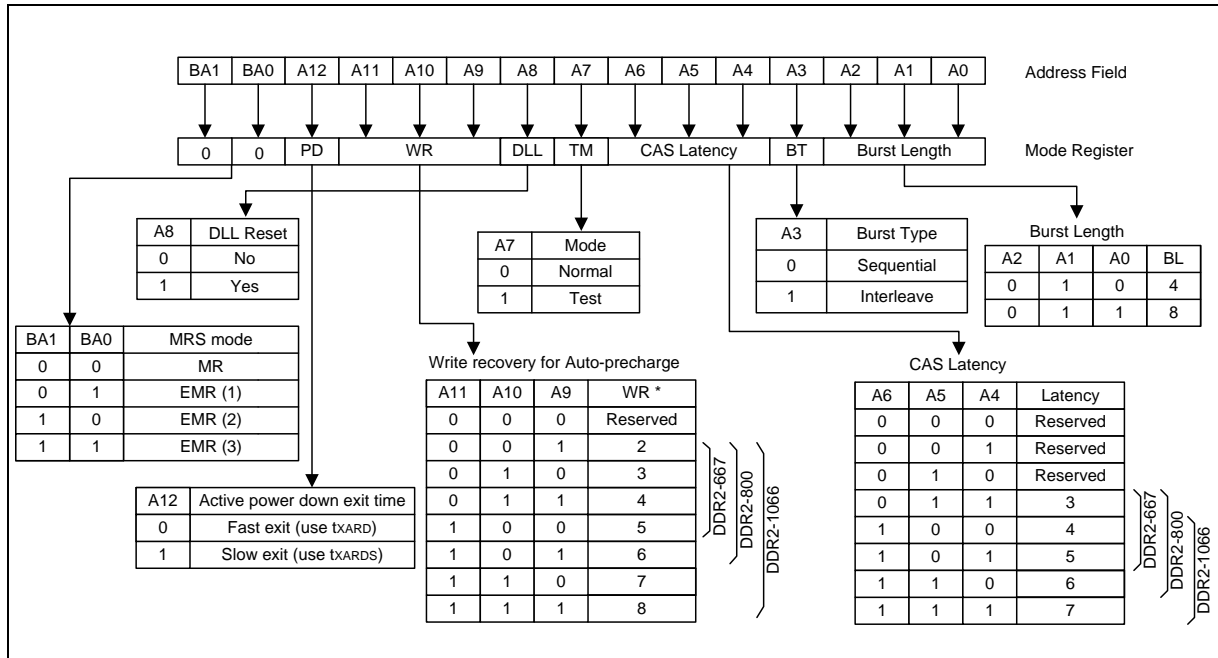 BA1 BA0 A12 A11 A10 A9 A8 A7 A6 A5 A4 A3 A2 A1 A0 Address Field
0 0 PD WR DLL TM CAS Latency BT Burst Length Mode Register
A8 DLL Reset
0 No
1 Yes
A7 Mode
0 Normal
1 Test
A3 Burst Type
0 Sequential
1 Interleave
Burst Length
A2 A1 A0 BL
0 1 0 4
0 1 1 8
BA1 BA0 MRS mode
0 0 MR
0 1 EMR (1)
1 0 EMR (2)
1 1 EMR (3)
A12 Active power down exit time
0 Fast exit (use tXARD)
1 Slow exit (use tXARDS)
Write recovery for Auto-precharge
A11 A10 A9 WR *
0 0 0 Reserved
0 0 1 2
0 1 0 3
0 1 1 4
1 0 0 5
1 0 1 6
1 1 0 7
1 1 1 8
DDR2-667
DDR2-800
DDR2-1066
CAS Latency
A6 A5 A4 Latency
0 0 0 Reserved
0 0 1 Reserved
0 1 0 Reserved
0 1 1 3
1 0 0 4
1 0 1 5
1 1 0 6
1 1 1 7
DDR2-667
DDR2-800
DDR2-1066